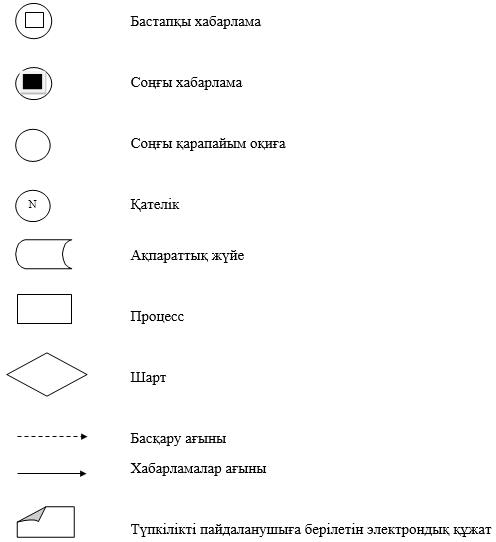 Бастапқы хабарлама
Соңғы хабарлама
Соңғы қарапайым оқиға
N Қателік
Ақпараттық жүйе
Процесс
Шарт
Басқару ағыны
Хабарламалар ағыны
Түпкілікті пайдаланушыға берілетін электрондық құжат